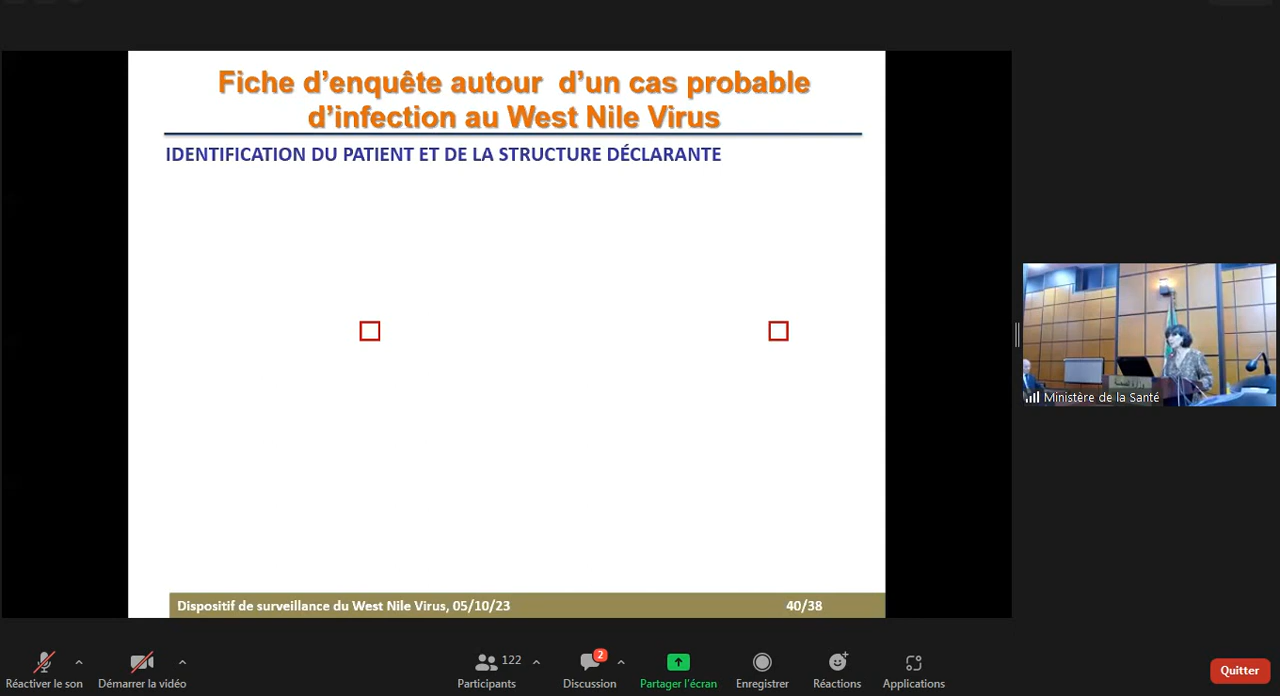 Fiche d'enquête autour d'un cas probable
d'infection au West Nile Virus
IDENTIFICATION DU PATIENT ET DE LA STRUCTURE DÉCLARANTE
Dispositif de surveillance du West Nile Virus, 05/10/23 40/38
Ministère de la Santé
Réactiver le son
Démarrer la vidéo
122
Participants
2
Discussion
Partager l'écran
Enregistrer
Réactions
Applications
Quitter